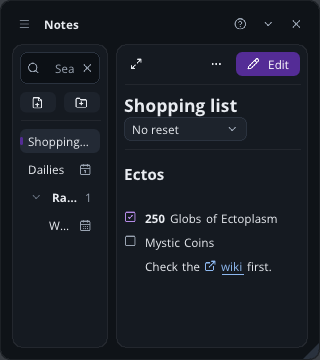 Notes
Sea
Edit
Shopping...
Dailies
Ra... 1
W...
Shopping list
No reset
Ectos
250 Globs of Ectoplasm
Mystic Coins
Check the wiki first.